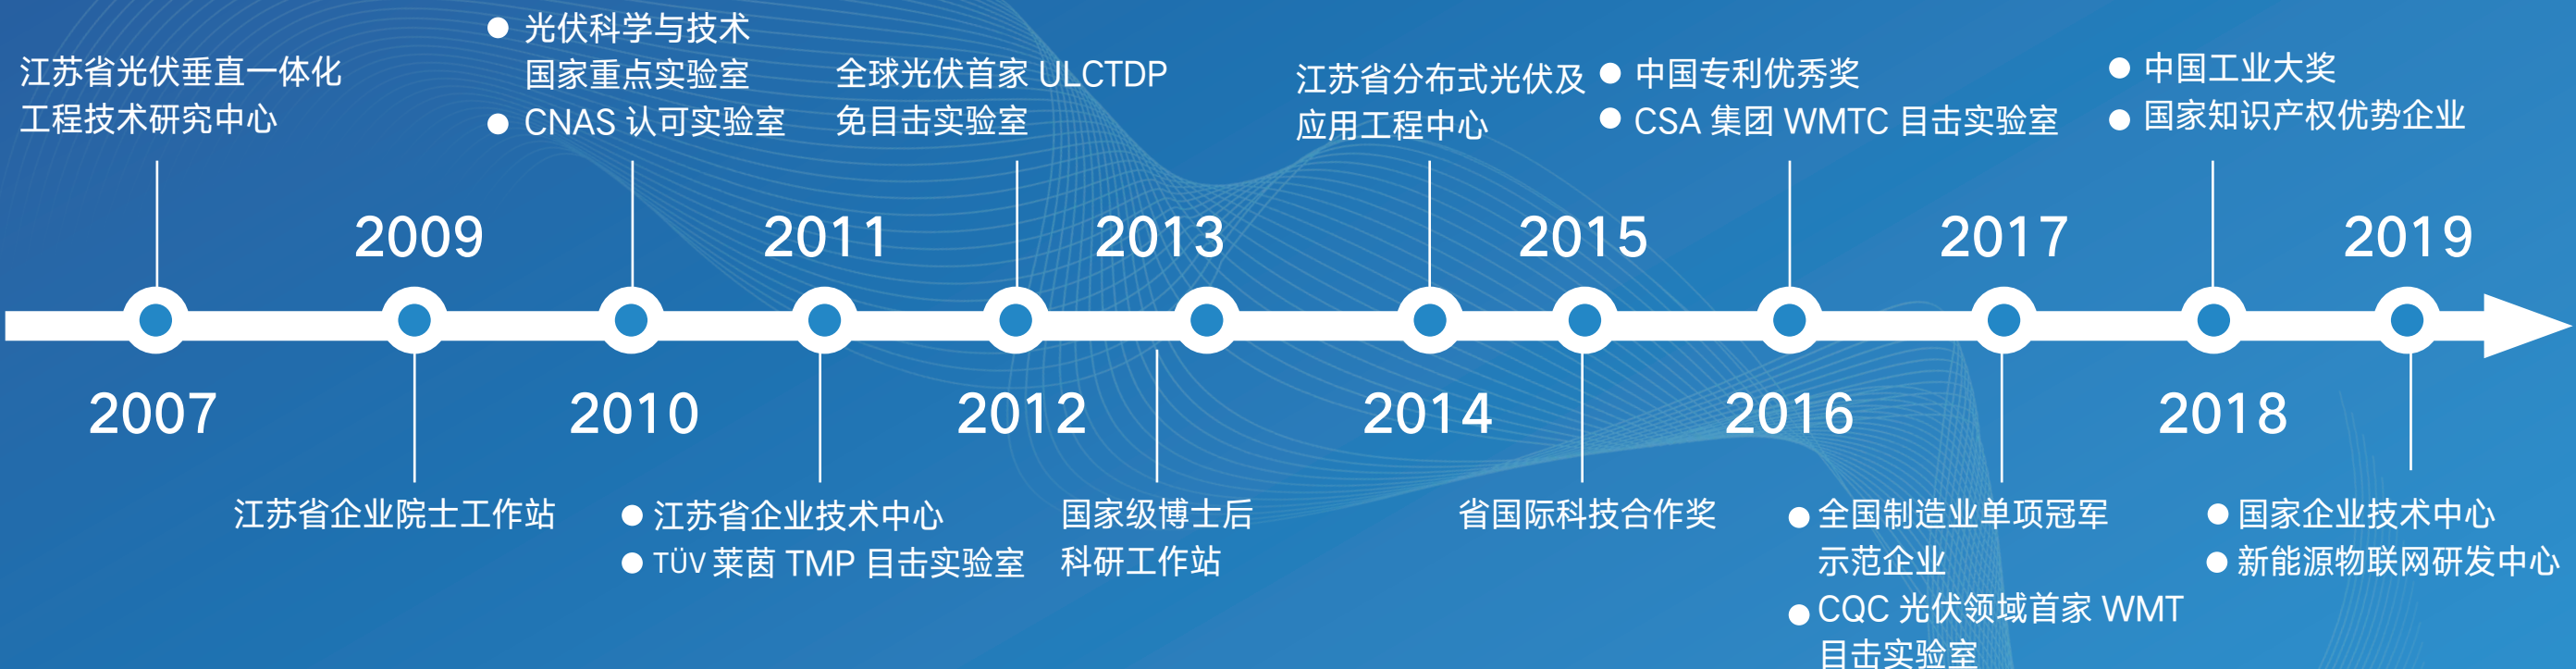 江苏省光伏垂直一体化
工程技术研究中心
2007
2009
江苏省企业院士工作站
光伏科学与技术
国家重点实验室
CNAS 认可实验室
2010
2011
江苏省企业技术中心
TÜV 莱茵 TMP 目击实验室
全球光伏首家 ULCTDP
免目击实验室
2012
2013
国家级博士后
科研工作站
江苏省分布式光伏及
应用工程中心
2014
2015
省国际科技合作奖
中国专利优秀奖
CSA 集团 WMTC 目击实验室
2016
2017
全国制造业单项冠军
示范企业
CQC 光伏领域首家 WMT
目击实验室
中国工业大奖
国家知识产权优势企业
2018
2019
国家企业技术中心
新能源物联网研发中心